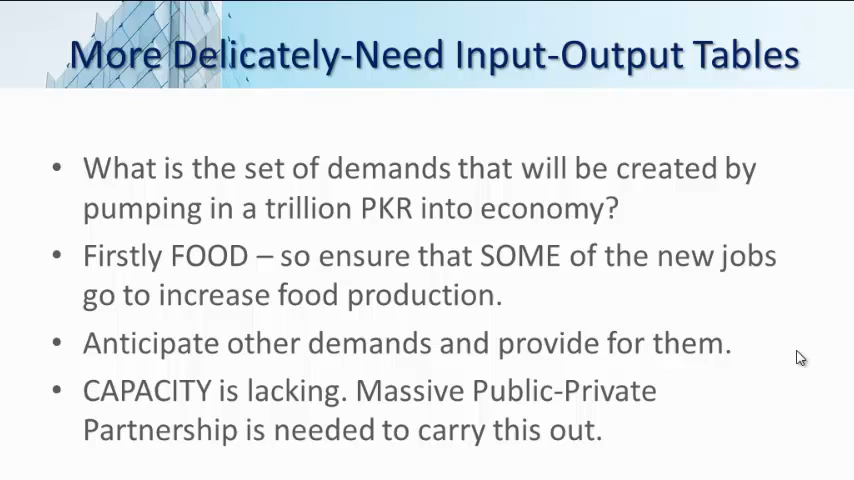 More Delicately-Need Input-Output Tables
• What is the set of demands that will be created by
pumping in a trillion PKR into economy?
• Firstly FOOD – so ensure that SOME of the new jobs
go to increase food production.
• Anticipate other demands and provide for them.
• CAPACITY is lacking. Massive Public-Private
Partnership is needed to carry this out.